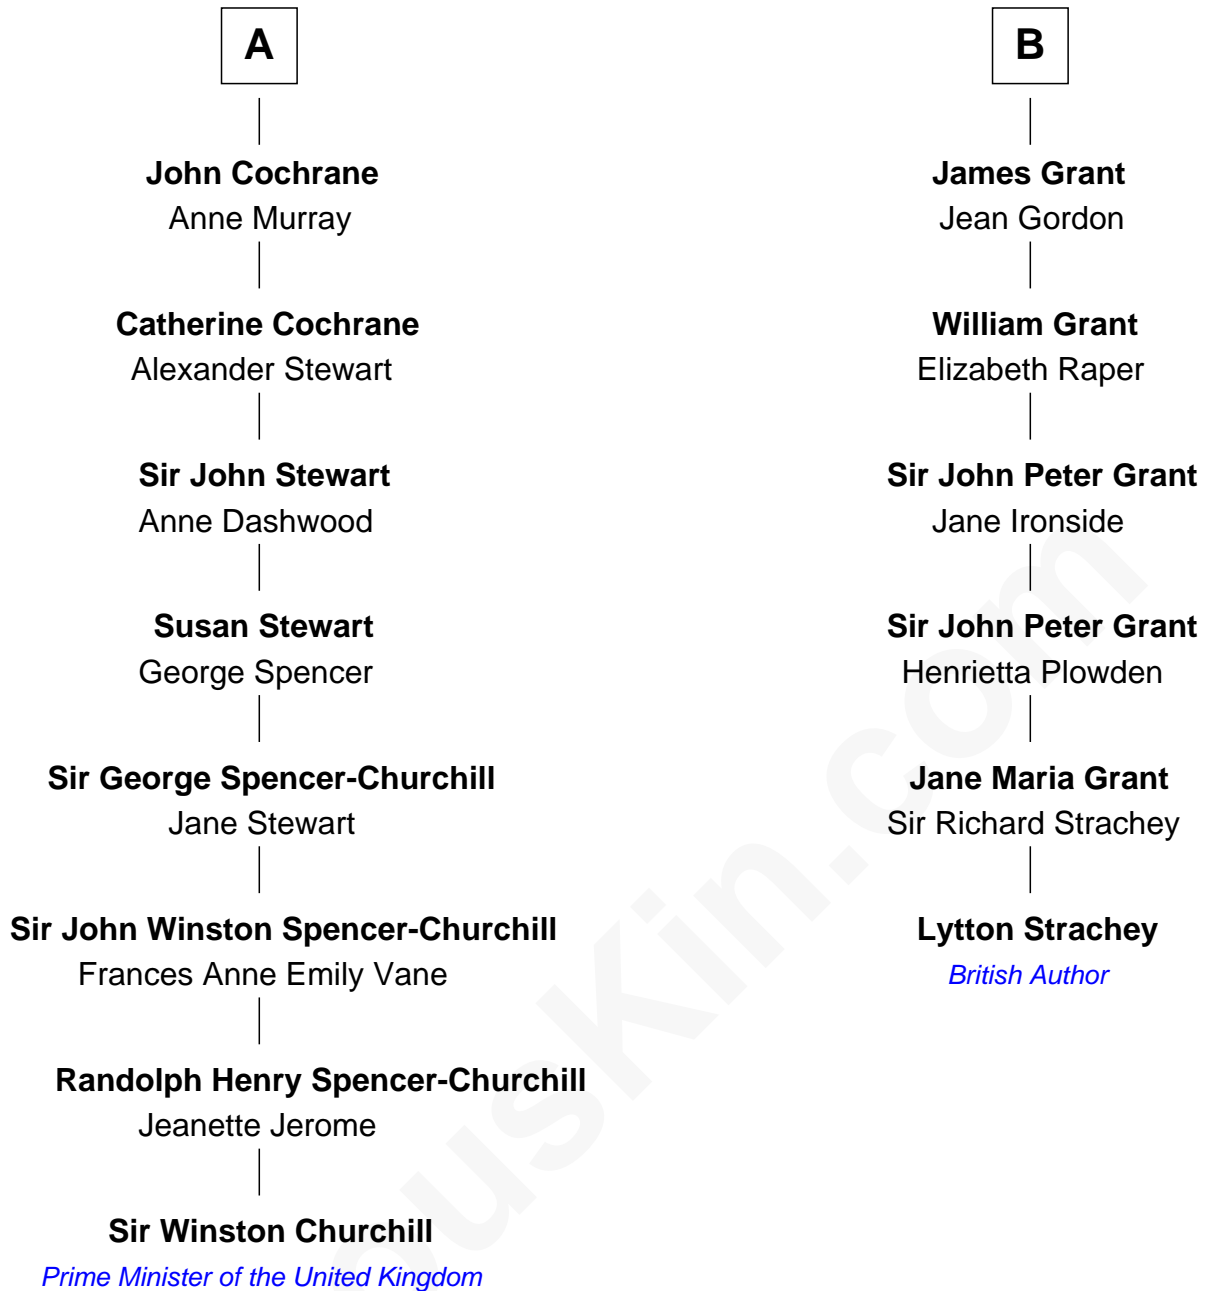 A
John Cochrane
Anne Murray
Catherine Cochrane
Alexander Stewart
Sir John Stewart
Anne Dashwood
Susan Stewart
George Spencer
Sir George Spencer-Churchill
Jane Stewart
Sir John Winston Spencer-Churchill
Frances Anne Emily Vane
Randolph Henry Spencer-Churchill
Jeanette Jerome
Sir Winston Churchill
Prime Minister of the United Kingdom
B
James Grant
Jean Gordon
William Grant
Elizabeth Raper
Sir John Peter Grant
Jane Ironside
Sir John Peter Grant
Henrietta Plowden
Jane Maria Grant
Sir Richard Strachey
Lytton Strachey
British Author
ousKin.com